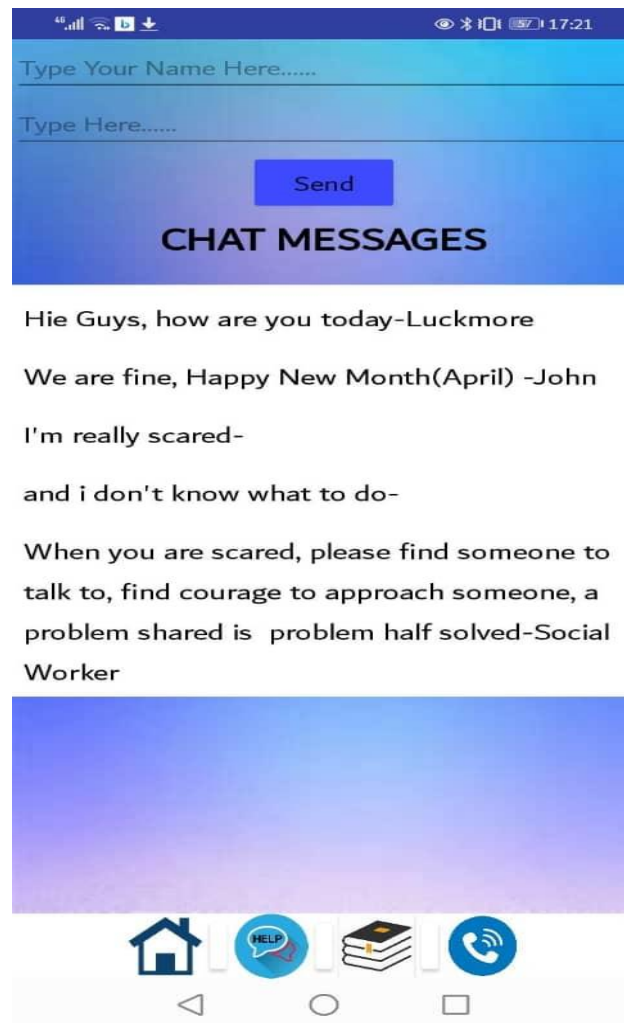 46 b 57 17:21
Type Your Name Here......
Type Here......
Send
CHAT MESSAGES
Hie Guys, how are you today-Luckmore
We are fine, Happy New Month(April) -John
I'm really scared-
and i don't know what to do-
When you are scared, please find someone to
talk to, find courage to approach someone, a
problem shared is  problem half solved-Social
Worker
HELP